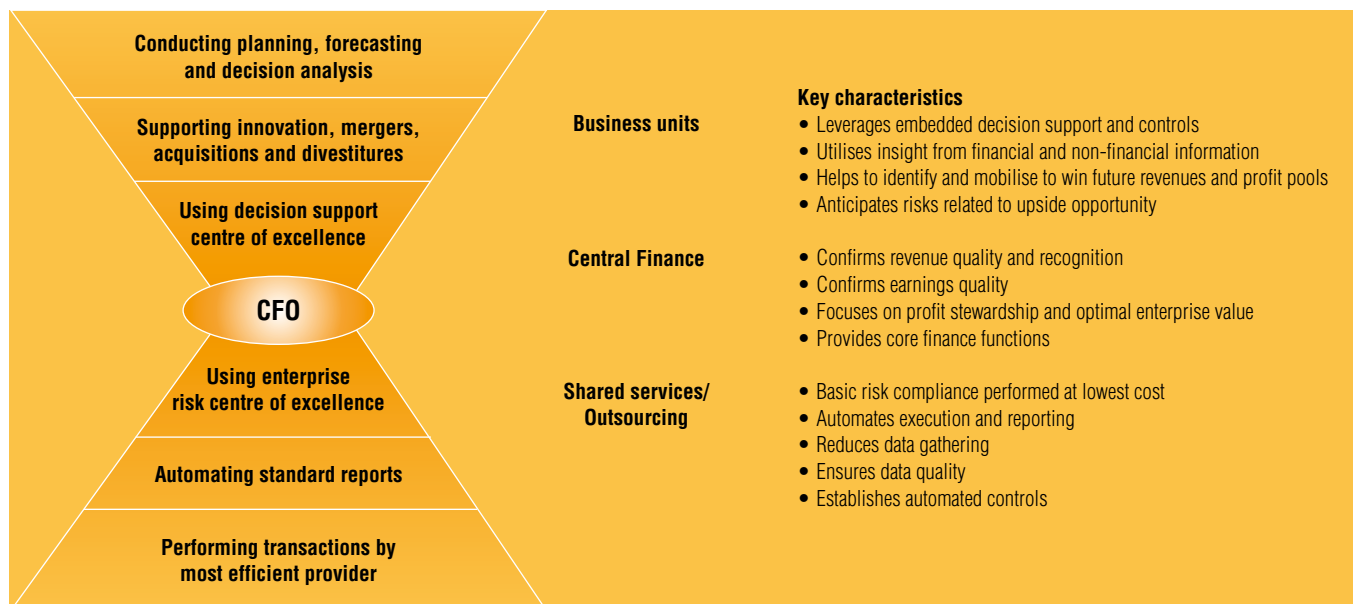 Conducting planning, forecasting
and decision analysis
Supporting innovation, mergers,
acquisitions and divestitures
Using decision support
centre of excellence
CFO
Using enterprise
risk centre of excellence
Automating standard reports
Performing transactions by
most efficient provider
Business units
Key characteristics
• Leverages embedded decision support and controls
• Utilises insight from financial and non-financial information
• Helps to identify and mobilise to win future revenues and profit pools
• Anticipates risks related to upside opportunity
Central Finance
• Confirms revenue quality and recognition
• Confirms earnings quality
• Focuses on profit stewardship and optimal enterprise value
• Provides core finance functions
Shared services/
Outsourcing
• Basic risk compliance performed at lowest cost
• Automates execution and reporting
• Reduces data gathering
• Ensures data quality
• Establishes automated controls